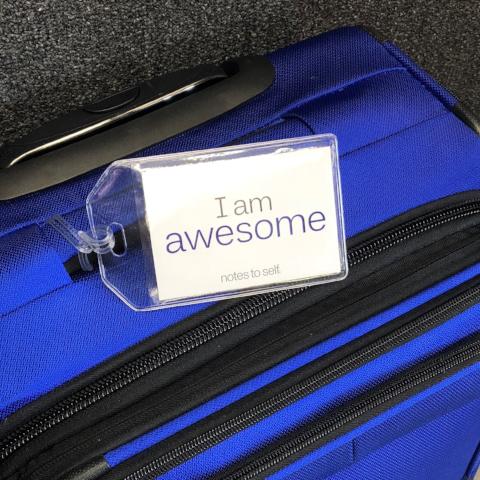 I am
awesome
notes to self.